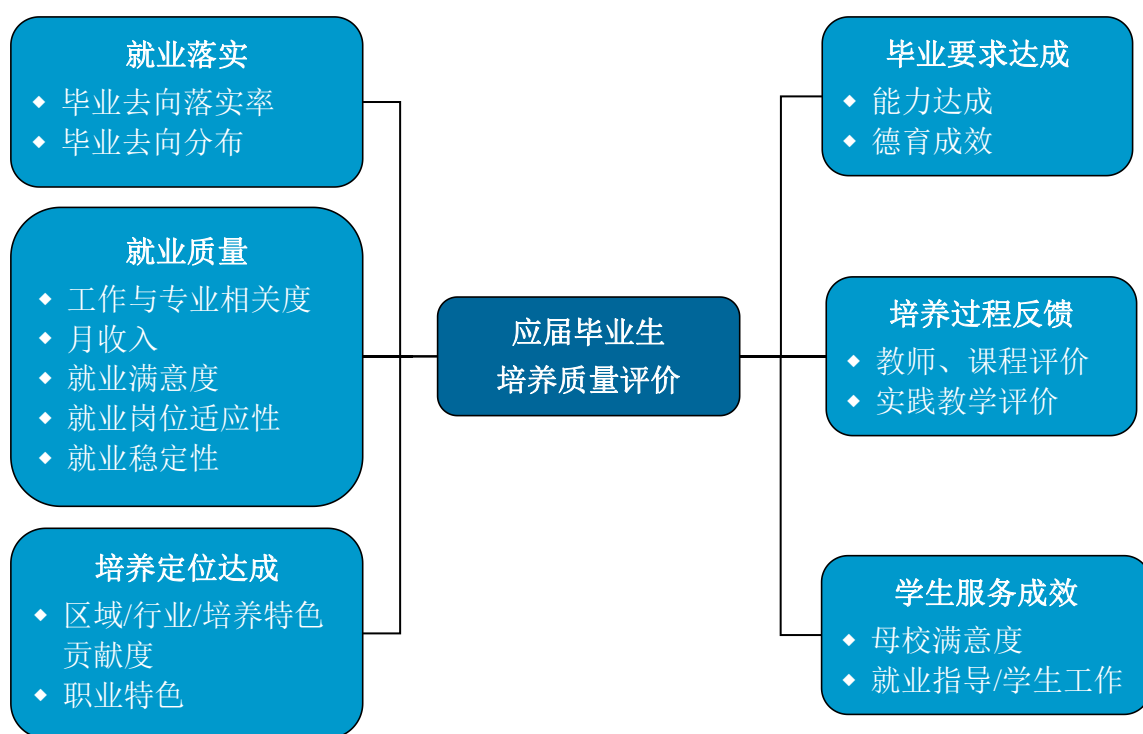 就业落实
◆ 毕业去向落实率
◆ 毕业去向分布
就业质量
◆ 工作与专业相关度
◆ 月收入
◆ 就业满意度
◆ 就业岗位适应性
◆ 就业稳定性
培养定位达成
◆ 区域/行业/培养特色
贡献度
◆ 职业特色
应届毕业生
培养质量评价
毕业要求达成
◆ 能力达成
◆ 德育成效
培养过程反馈
◆ 教师、课程评价
◆ 实践教学评价
学生服务成效
◆ 母校满意度
◆ 就业指导/学生工作